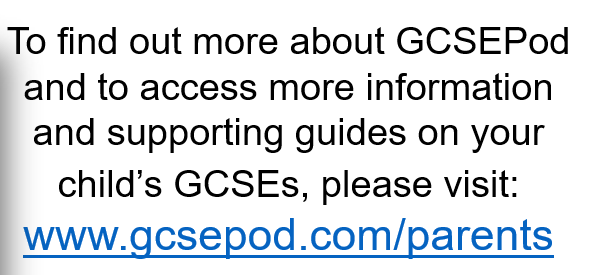 To find out more about GCSEPod
and to access more information
and supporting guides on your
child’s GCSEs, please visit:
www.gcsepod.com/parents